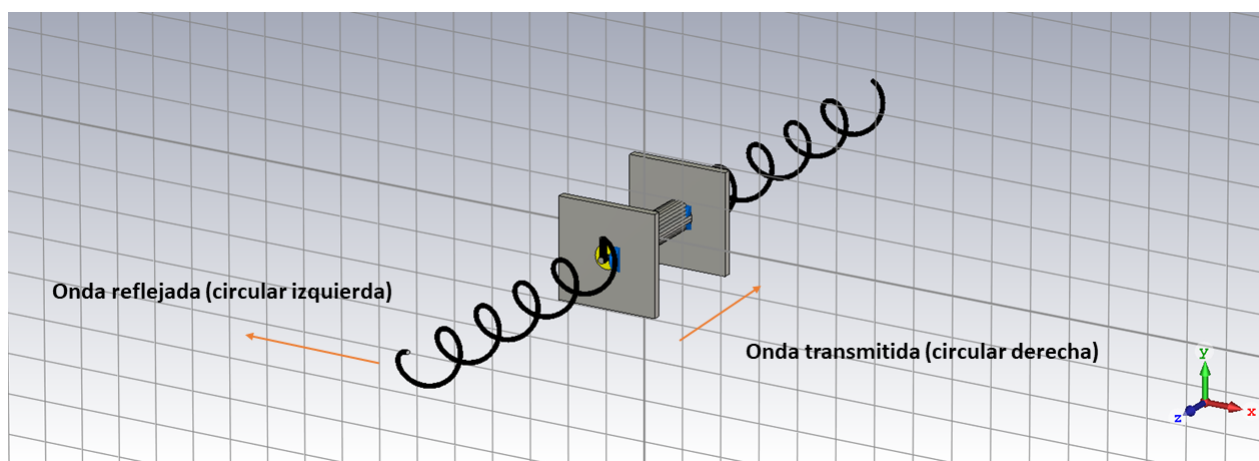 Onda reflejada (circular izquierda)
Onda transmitida (circular derecha)
y
z
x